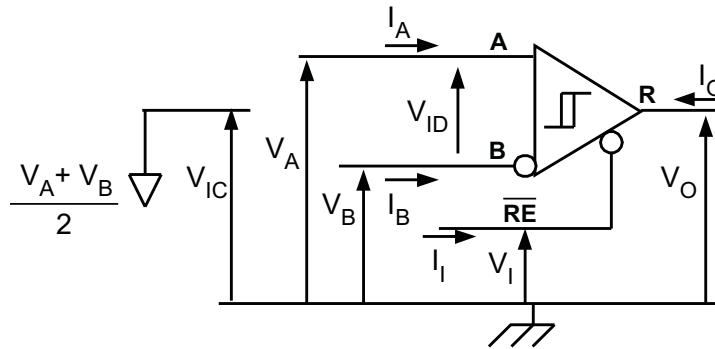 I_A
A
V_ID
V_A
B
I_B
V_B
RE
I_I
V_I
V_IC
V_A + V_B
2
R
I_O
V_O